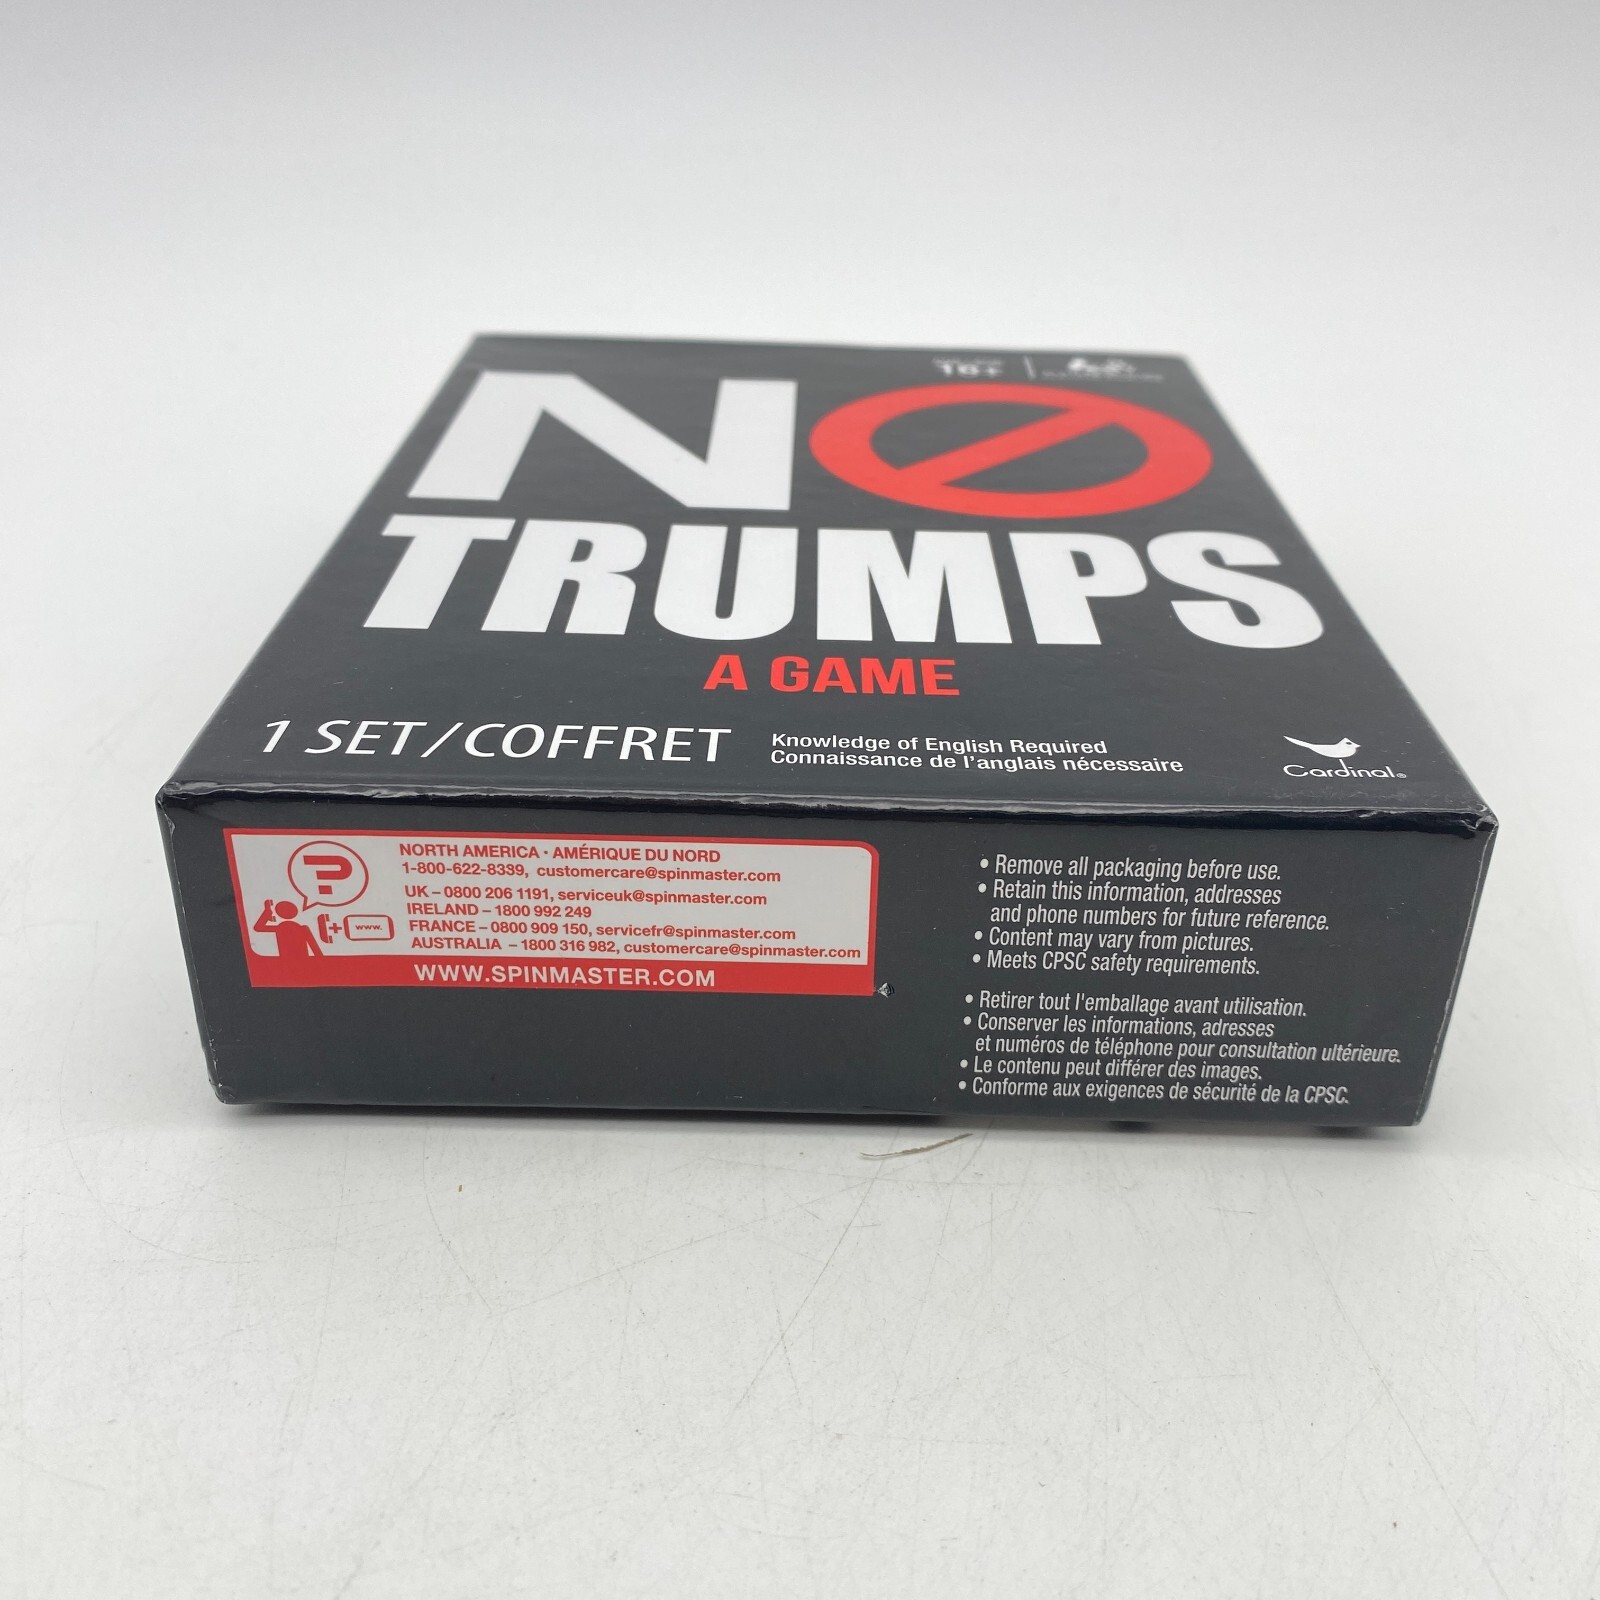 16+
NO
TRUMPS
A GAME
1 SET/COFFRET
Knowledge of English Required
Connaissance de l'anglais nécessaire
Cardinal®
?
www.
NORTH AMERICA • AMÉRIQUE DU NORD
1-800-622-8339, customercare@spinmaster.com
UK – 0800 206 1191, serviceuk@spinmaster.com
IRELAND – 1800 992 249
FRANCE – 0800 909 150, servicefr@spinmaster.com
AUSTRALIA – 1800 316 982, customercare@spinmaster.com
WWW.SPINMASTER.COM
• Remove all packaging before use.
• Retain this information, addresses
and phone numbers for future reference.
• Content may vary from pictures.
• Meets CPSC safety requirements.
• Retirer tout l'emballage avant utilisation.
• Conserver les informations, adresses
et numéros de téléphone pour consultation ultérieure.
• Le contenu peut différer des images.
• Conforme aux exigences de sécurité de la CPSC.